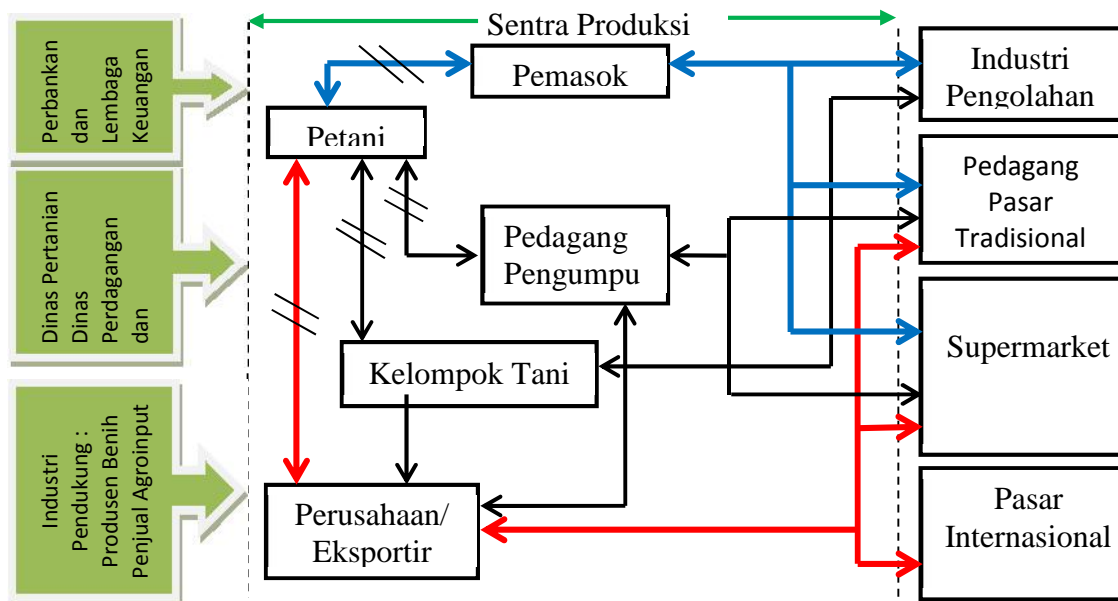 Perbankan
dan
Lembaga
Keuangan
Dinas Pertanian
Dinas
Perdagangan
dan
Industri
Pendukung :
Produsen Benih
Penjual Agroinput
Sentra Produksi
Pemasok
Petani
Pedagang
Pengumpu
Kelompok Tani
Perusahaan/
Eksportir
Industri
Pengolahan
Pedagang
Pasar
Tradisional
Supermarket
Pasar
Internasional